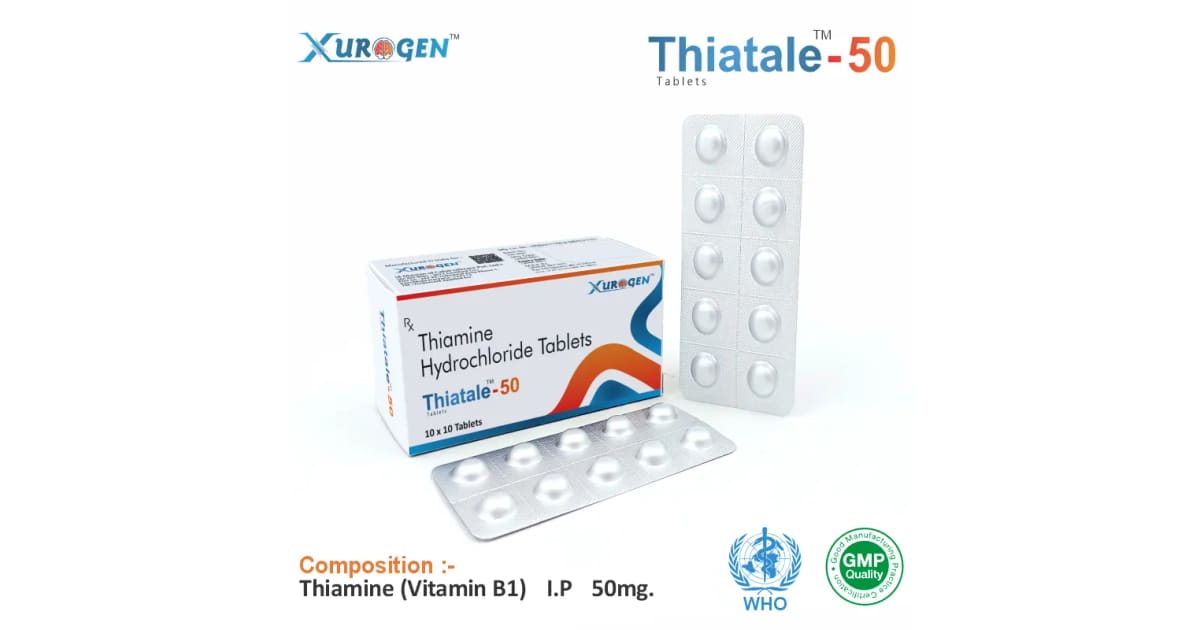 XUROGEN™
Thiatale™-50
Tablets
XUROGEN
XUROGEN™
Rx
Thiamine
Hydrochloride Tablets
Thiatale™-50
Tablets
10 x 10 Tablets
Thiatale-50
Composition :-
Thiamine (Vitamin B1) I.P 50mg.
WHO
Good Manufacturing Practice Certification
GMP
Quality